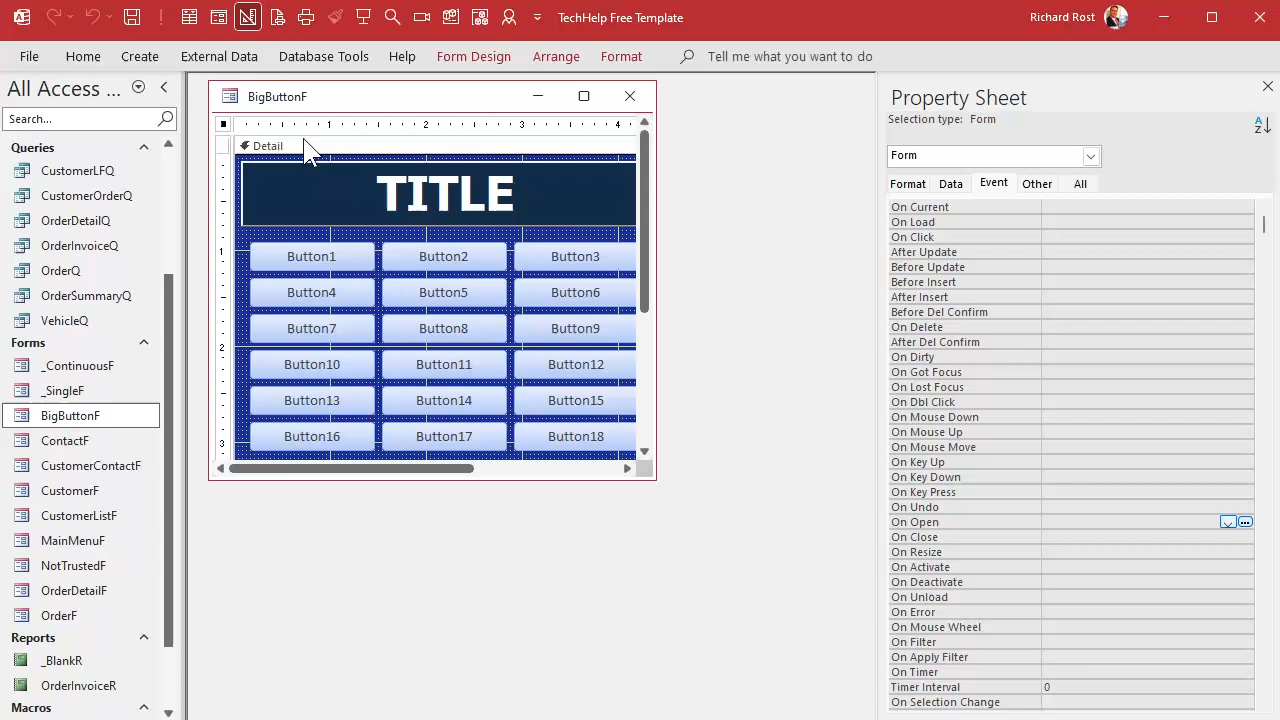 TechHelp Free Template
Richard Rost
File
Home
Create
External Data
Database Tools
Help
Form Design
Arrange
Format
Tell me what you want to do
All Access ...
Search...
Queries
CustomerLFQ
CustomerOrderQ
OrderDetailQ
OrderInvoiceQ
OrderQ
OrderSummaryQ
VehicleQ
Forms
_ContinuousF
_SingleF
BigButtonF
ContactF
CustomerContactF
CustomerF
CustomerListF
MainMenuF
NotTrustedF
OrderDetailF
OrderF
Reports
_BlankR
OrderInvoiceR
Macros
BigButtonF
1 2 3 4
Detail
TITLE
1
Button1 Button2 Button3
Button4 Button5 Button6
Button7 Button8 Button9
2
Button10 Button11 Button12
Button13 Button14 Button15
Button16 Button17 Button18
3
Property Sheet
Selection type: Form
Form
Format Data Event Other All
On Current
On Load
On Click
After Update
Before Update
Before Insert
After Insert
Before Del Confirm
On Delete
After Del Confirm
On Dirty
On Got Focus
On Lost Focus
On Dbl Click
On Mouse Down
On Mouse Up
On Mouse Move
On Key Up
On Key Down
On Key Press
On Undo
On Open
On Close
On Resize
On Activate
On Deactivate
On Unload
On Error
On Mouse Wheel
On Filter
On Apply Filter
On Timer
Timer Interval 0
On Selection Change